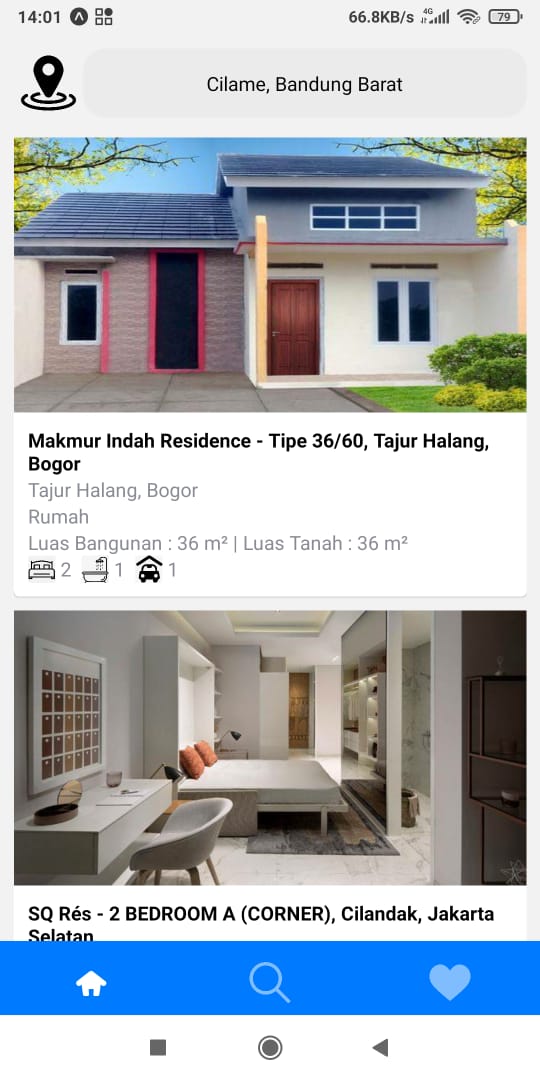 14:01
66.8KB/s 4G 79
Cilame, Bandung Barat
Makmur Indah Residence - Tipe 36/60, Tajur Halang,
Bogor
Tajur Halang, Bogor
Rumah
Luas Bangunan : 36 m² | Luas Tanah : 36 m²
2 1 1
SQ Rés - 2 BEDROOM A (CORNER), Cilandak, Jakarta
Selatan